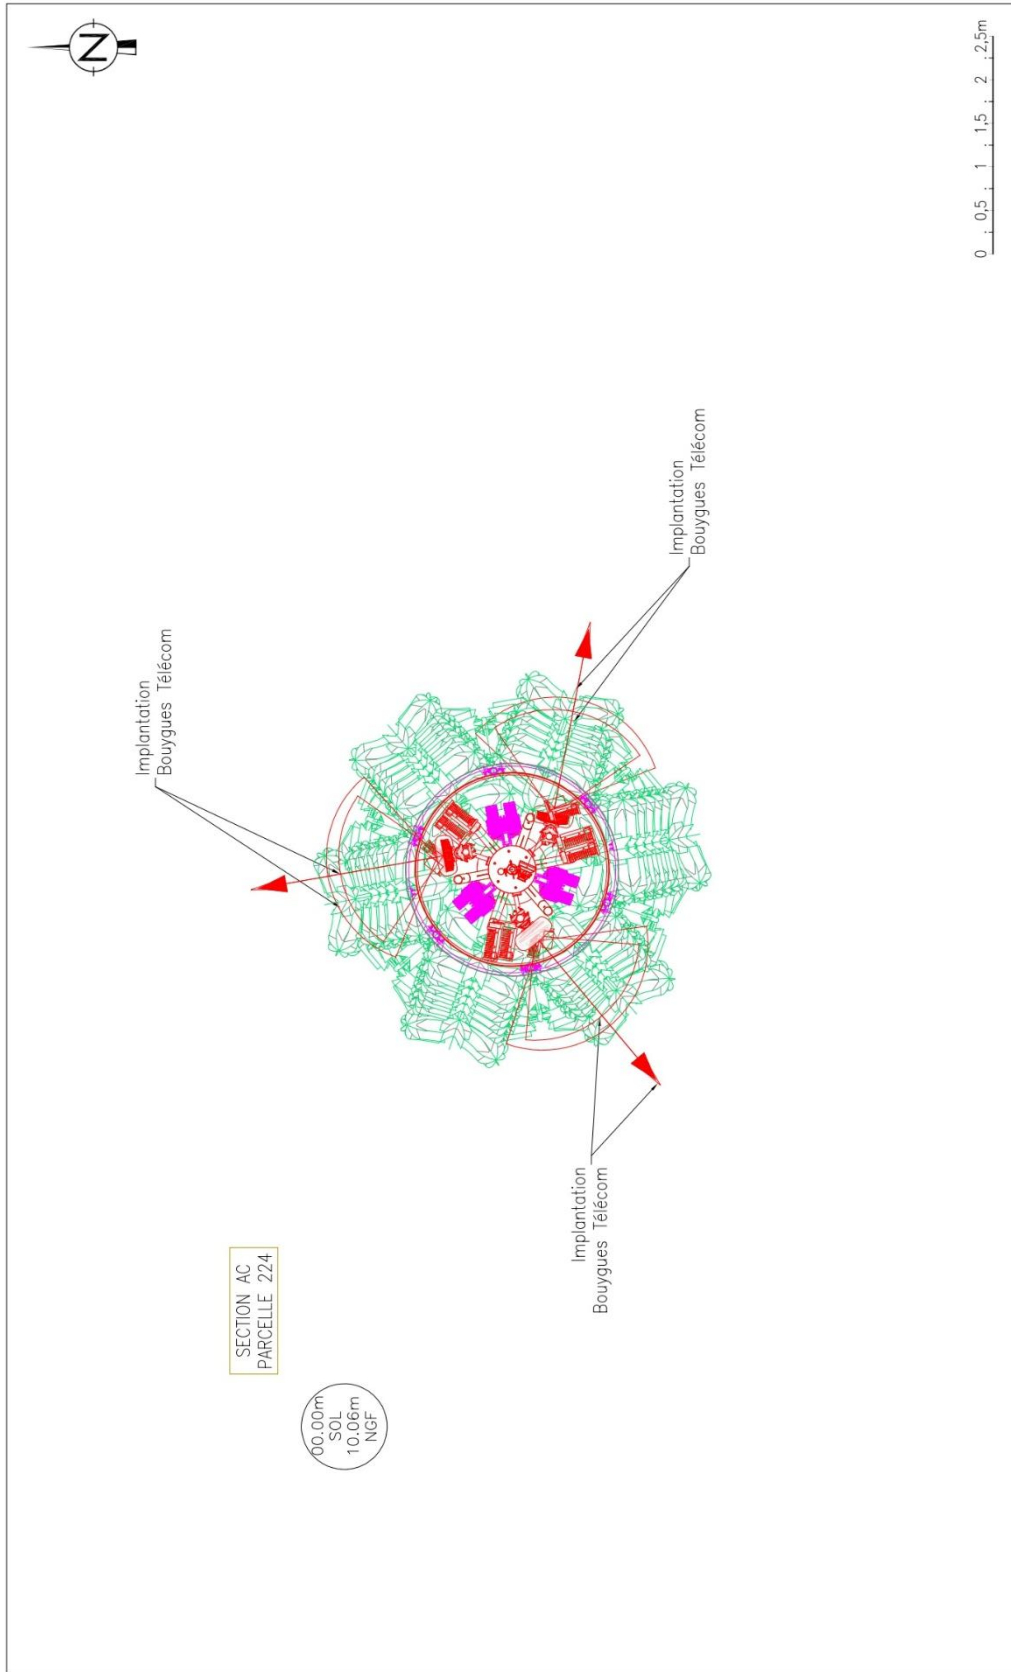 N
Implantation
Bouygues Télécom
SECTION AC
PARCELLE 224
00.00m
SOL
10.06m
NGF
Implantation
Bouygues Télécom
Implantation
Bouygues Télécom
0 : 0,5 : 1 : 1,5 : 2 : 2,5m